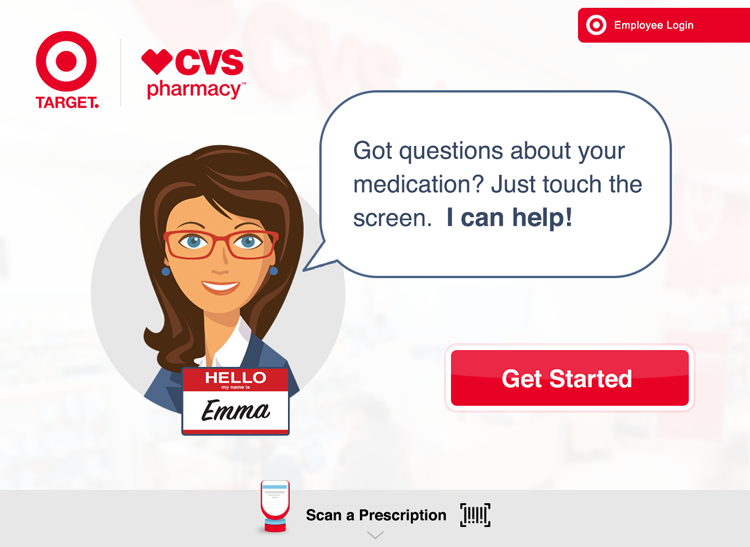 Employee Login
TARGET.
CVS
pharmacy™
Got questions about your
medication? Just touch the
screen. I can help!
Get Started
HELLO
my name is
Emma
Scan a Prescription